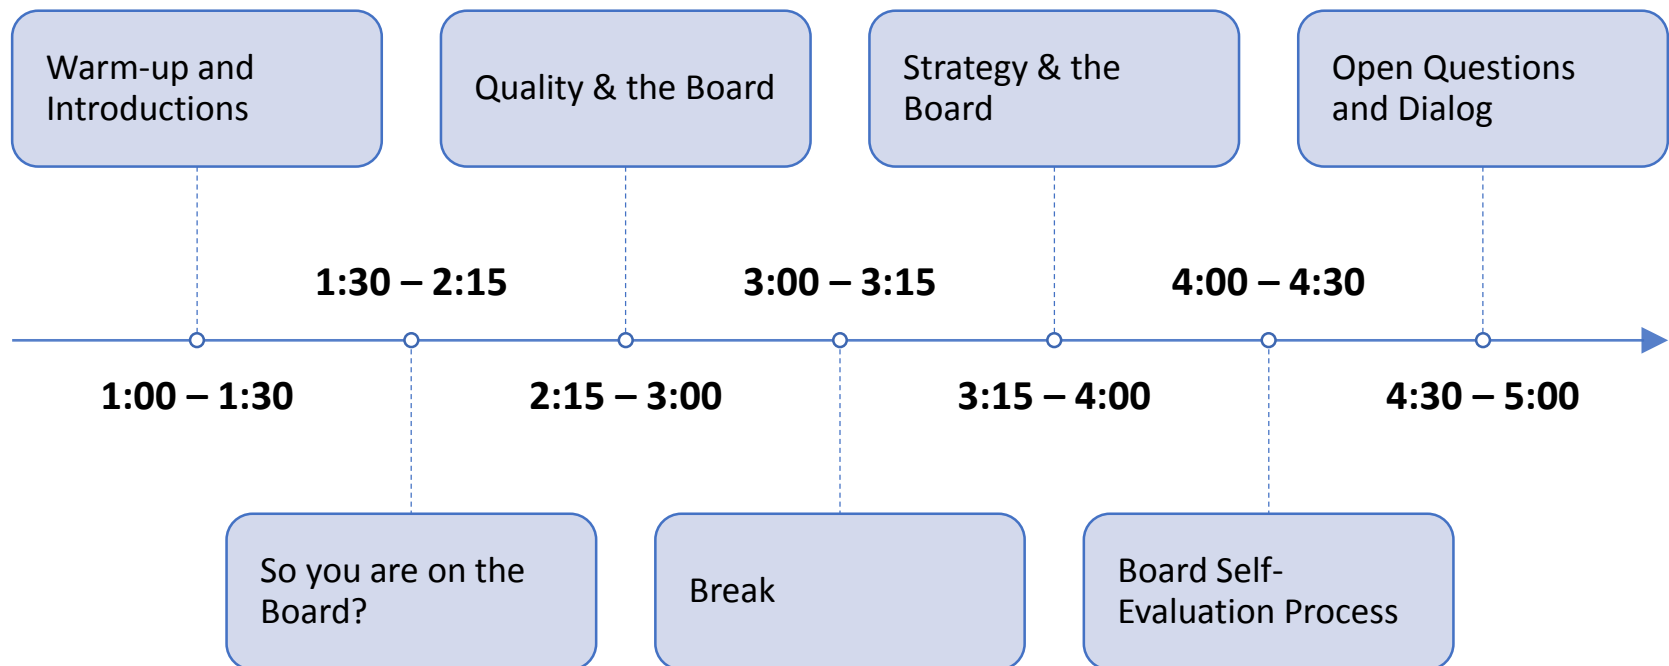 Warm-up and
Introductions
Quality & the Board
Strategy & the
Board
Open Questions
and Dialog
1:30 – 2:15
3:00 – 3:15
4:00 – 4:30
1:00 – 1:30
2:15 – 3:00
3:15 – 4:00
4:30 – 5:00
So you are on the
Board?
Break
Board Self-
Evaluation Process